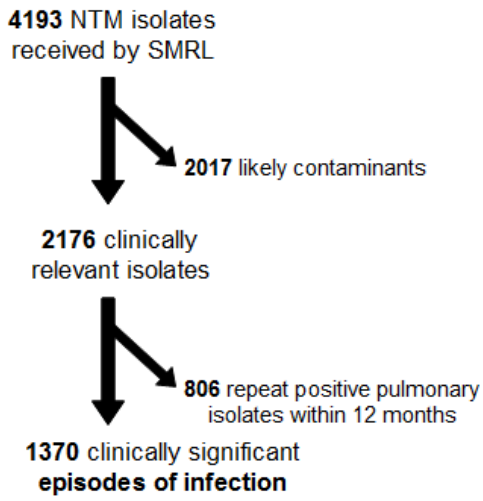 4193 NTM isolates
received by SMRL
2017 likely contaminants
2176 clinically
relevant isolates
806 repeat positive pulmonary
isolates within 12 months
1370 clinically significant
episodes of infection